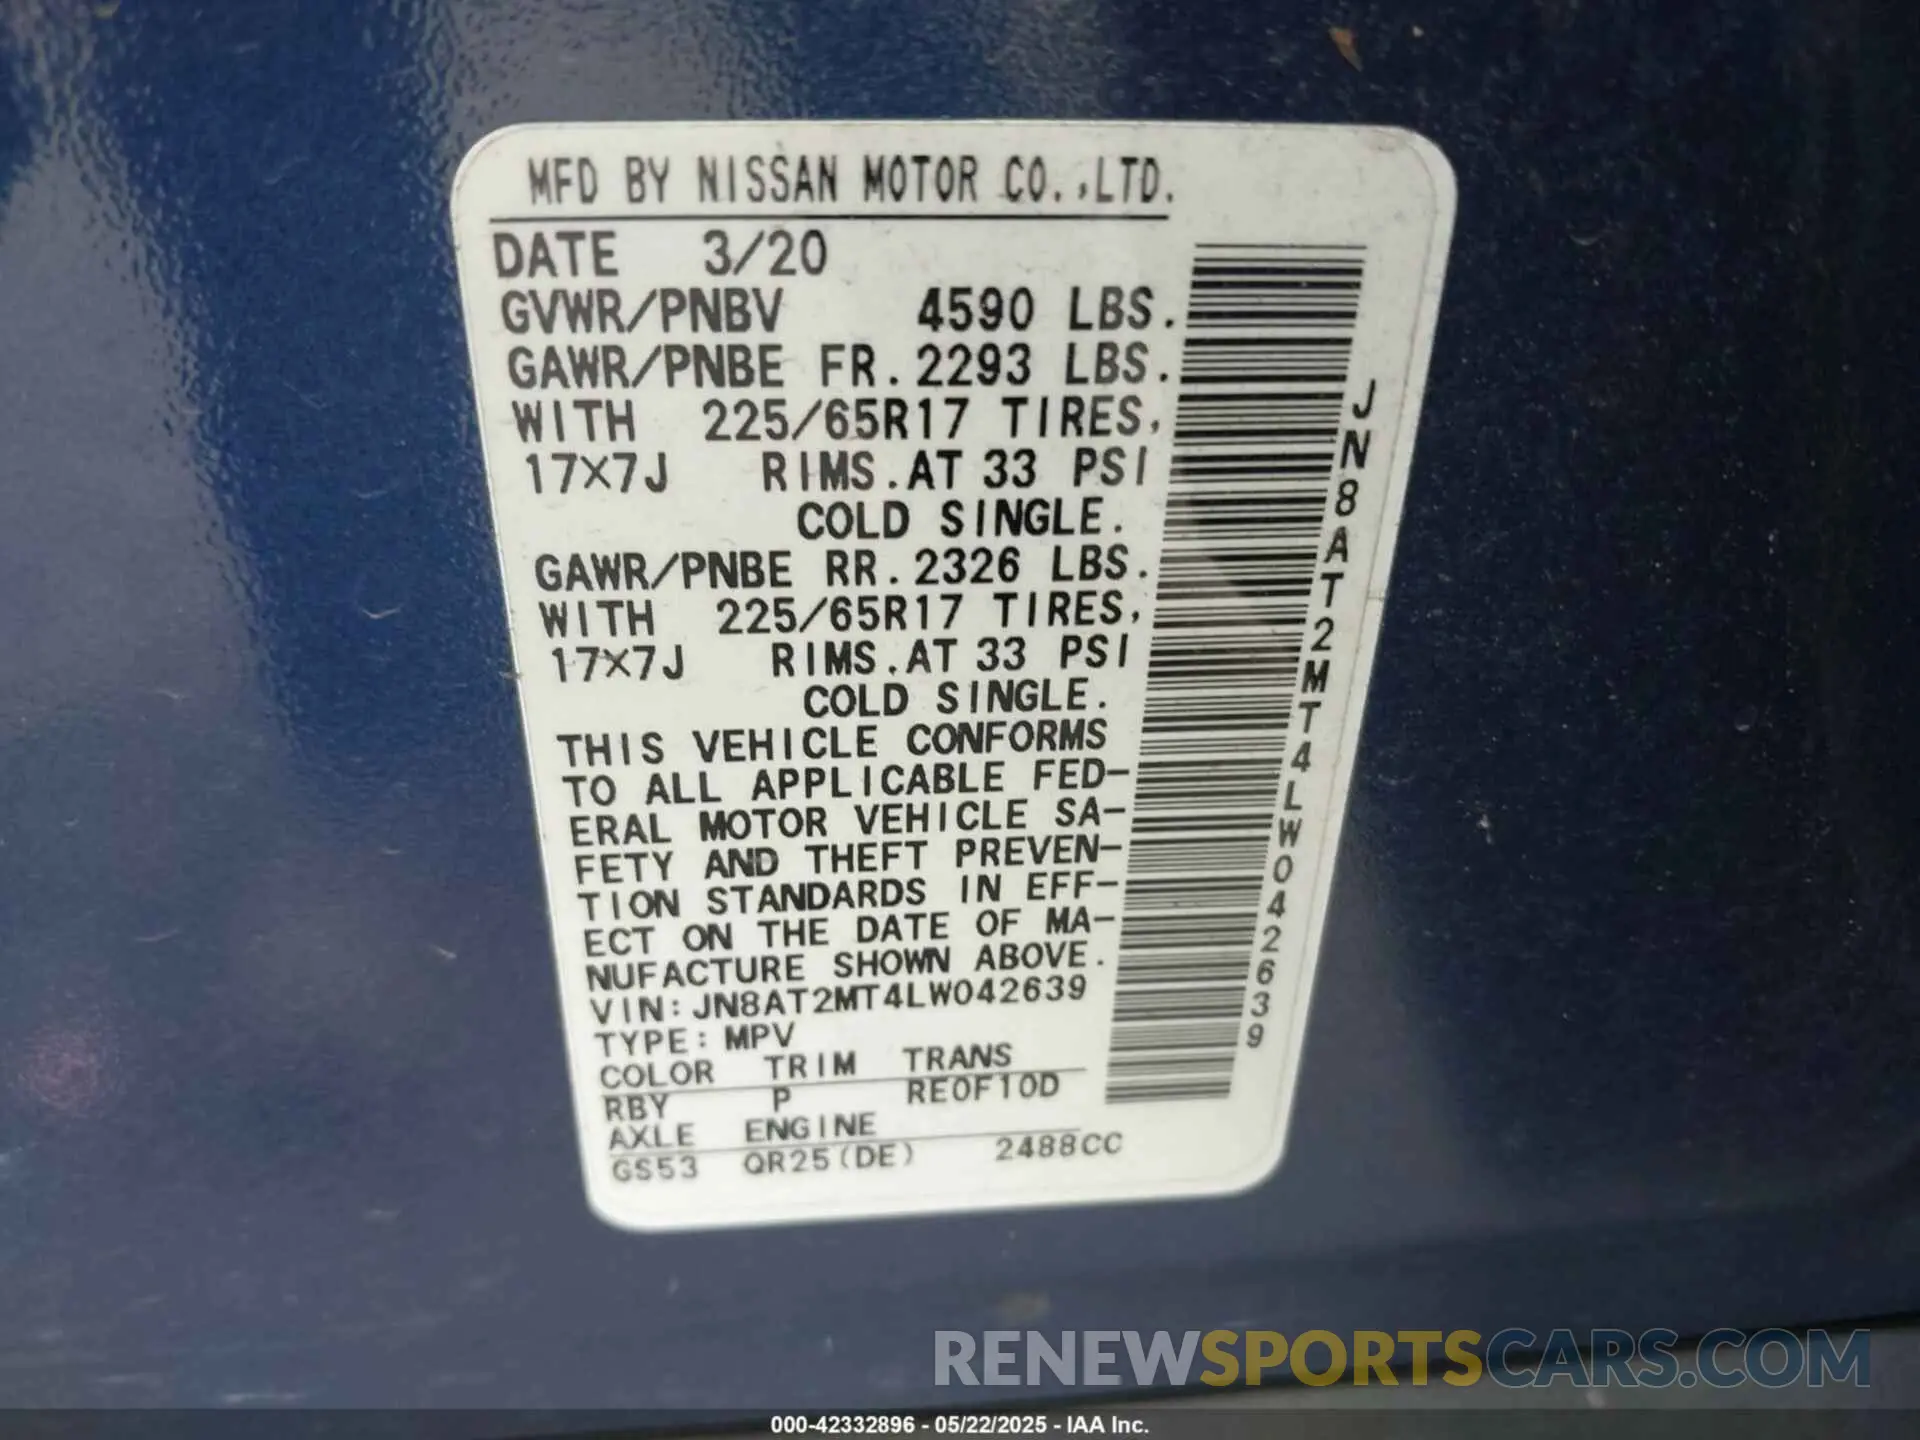 MFD BY NISSAN MOTOR CO.,LTD.
DATE 3/20
GVWR/PNBV 4590 LBS.
GAWR/PNBE FR. 2293 LBS.
WITH 225/65R17 TIRES,
17×7J RIMS. AT 33 PSI
COLD SINGLE.
GAWR/PNBE RR. 2326 LBS.
WITH 225/65R17 TIRES,
17×7J RIMS. AT 33 PSI
COLD SINGLE.
THIS VEHICLE CONFORMS
TO ALL APPLICABLE FED-
ERAL MOTOR VEHICLE SA-
FETY AND THEFT PREVEN-
TION STANDARDS IN EFF-
ECT ON THE DATE OF MA-
NUFACTURE SHOWN ABOVE.
VIN: JN8AT2MT4LW042639
TYPE: MPV
COLOR TRIM TRANS
RBY P RE0F10D
AXLE ENGINE
GS53 QR25(DE) 2488CC
JN8AT2MT4LW042639
RENEWSPORTSCARS.COM
000-42332896 - 05/22/2025 - IAA Inc.